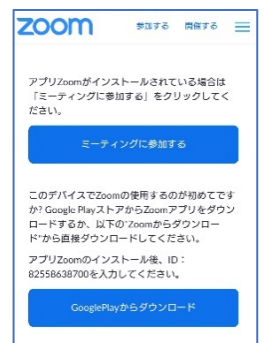 zoom 参加する 開催する
アプリZoomがインストールされている場合は
「ミーティングに参加する」をクリックしてく
ださい。
ミーティングに参加する
このデバイスでZoomの使用するのが初めてです
か? Google PlayストアからZoomアプリをダウン
ロードするか、以下の"Zoomからダウンロー
ド"から直接ダウンロードしてください。
アプリZoomのインストール後、ID：
82558638700を入力してください。
GooglePlayからダウンロード